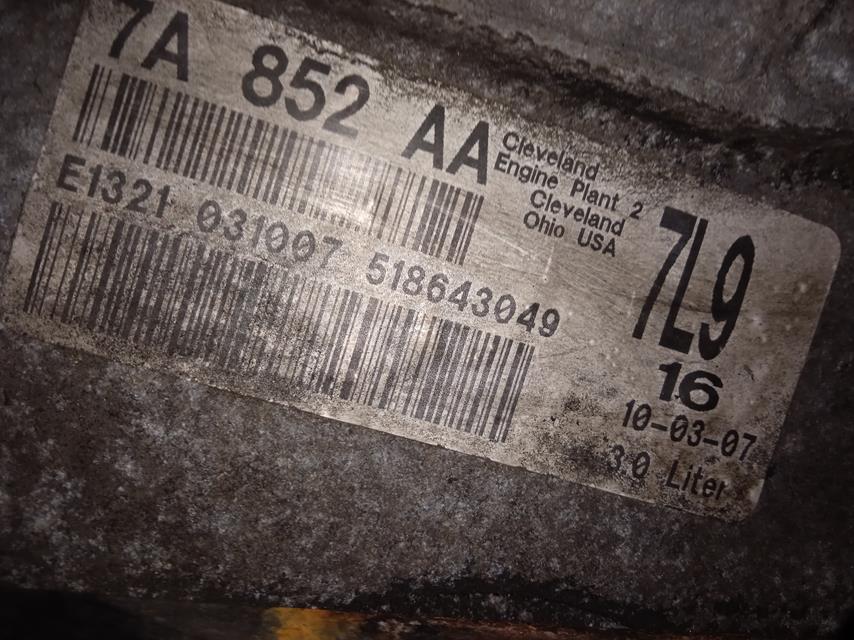 7A 852 AA
Cleveland
Engine Plant 2
Cleveland
Ohio USA
E1321 031007 518643049
7L9
16
10-03-07
3.0 Liter